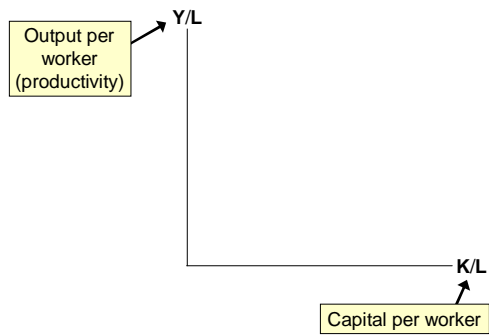 Y/L
Output per
worker
(productivity)
K/L
Capital per worker